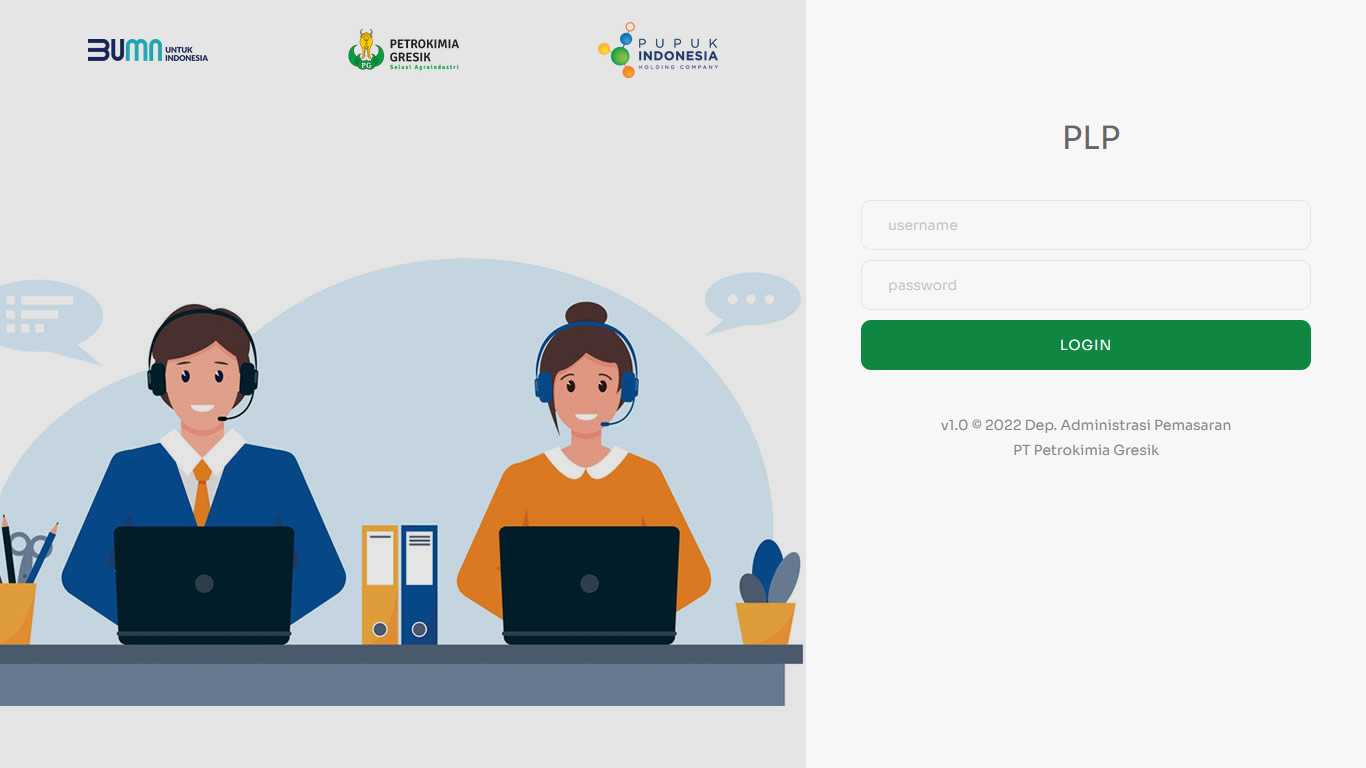 BUMN UNTUK
INDONESIA
PETROKIMIA
GRESIK
Solusi Agroindustri
PG
PUPUK
INDONESIA
HOLDING COMPANY
PLP
username
password
LOGIN
v1.0 © 2022 Dep. Administrasi Pemasaran
PT Petrokimia Gresik